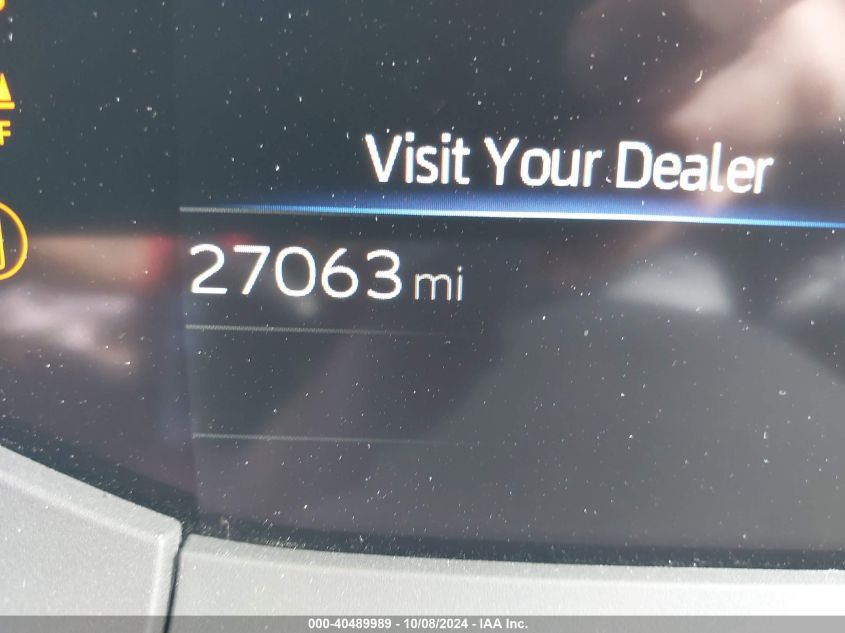 Visit Your Dealer
27063 mi
000-40489989 - 10/08/2024 - IAA Inc.